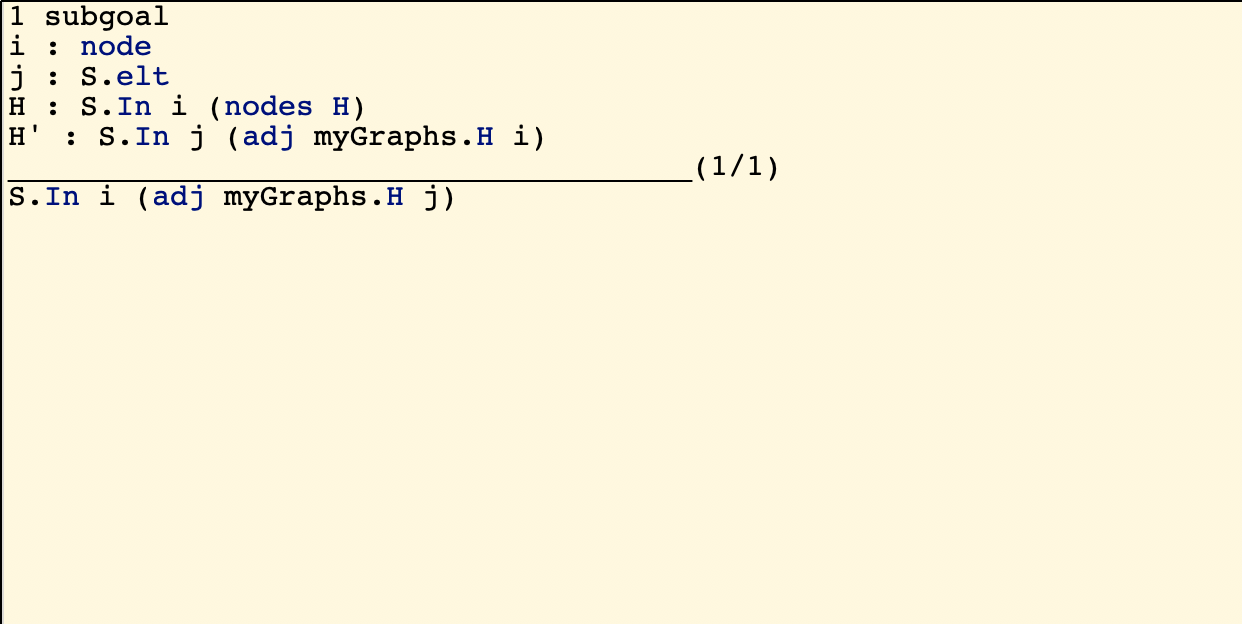 1 subgoal
i : node
j : S.elt
H : S.In i (nodes H)
H' : S.In j (adj myGraphs.H i)
______________________________________(1/1)
S.In i (adj myGraphs.H j)